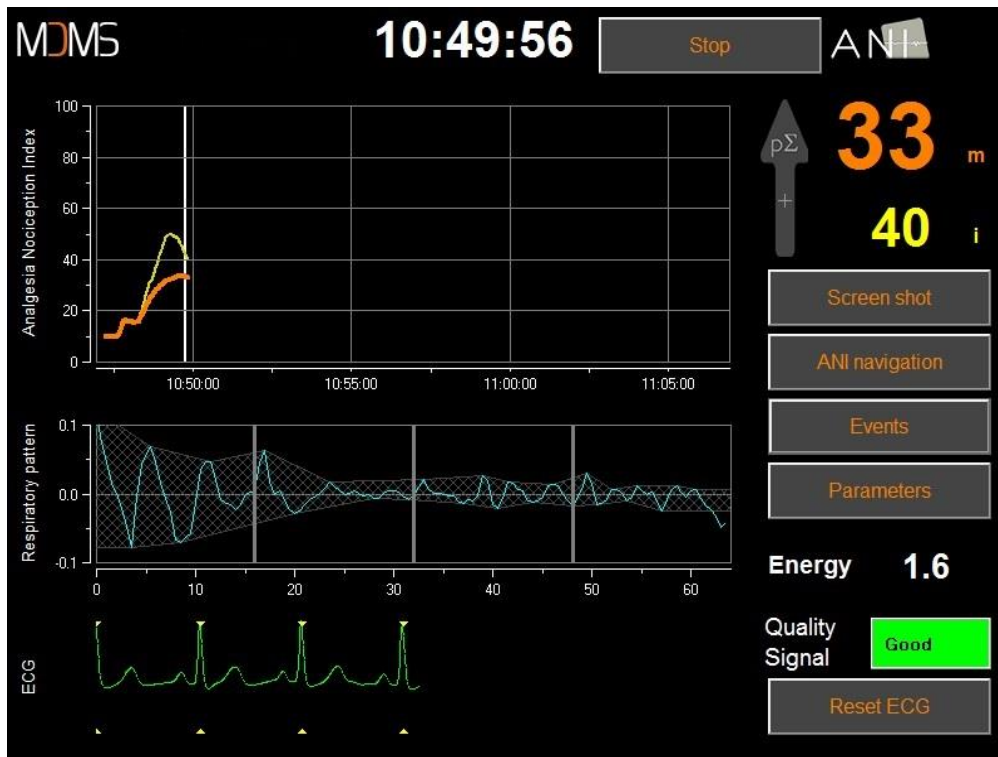 MDMS
10:49:56
Stop
ANI
100
80
60
40
20
0
Analgesia Nociception Index
10:50:00
10:55:00
11:00:00
11:05:00
pΣ
+
33 m
40 i
Screen shot
ANI navigation
Events
Parameters
0.1
0.0
-0.1
Respiratory pattern
0
10
20
30
40
50
60
Energy 1.6
ECG
Quality
Signal
Good
Reset ECG